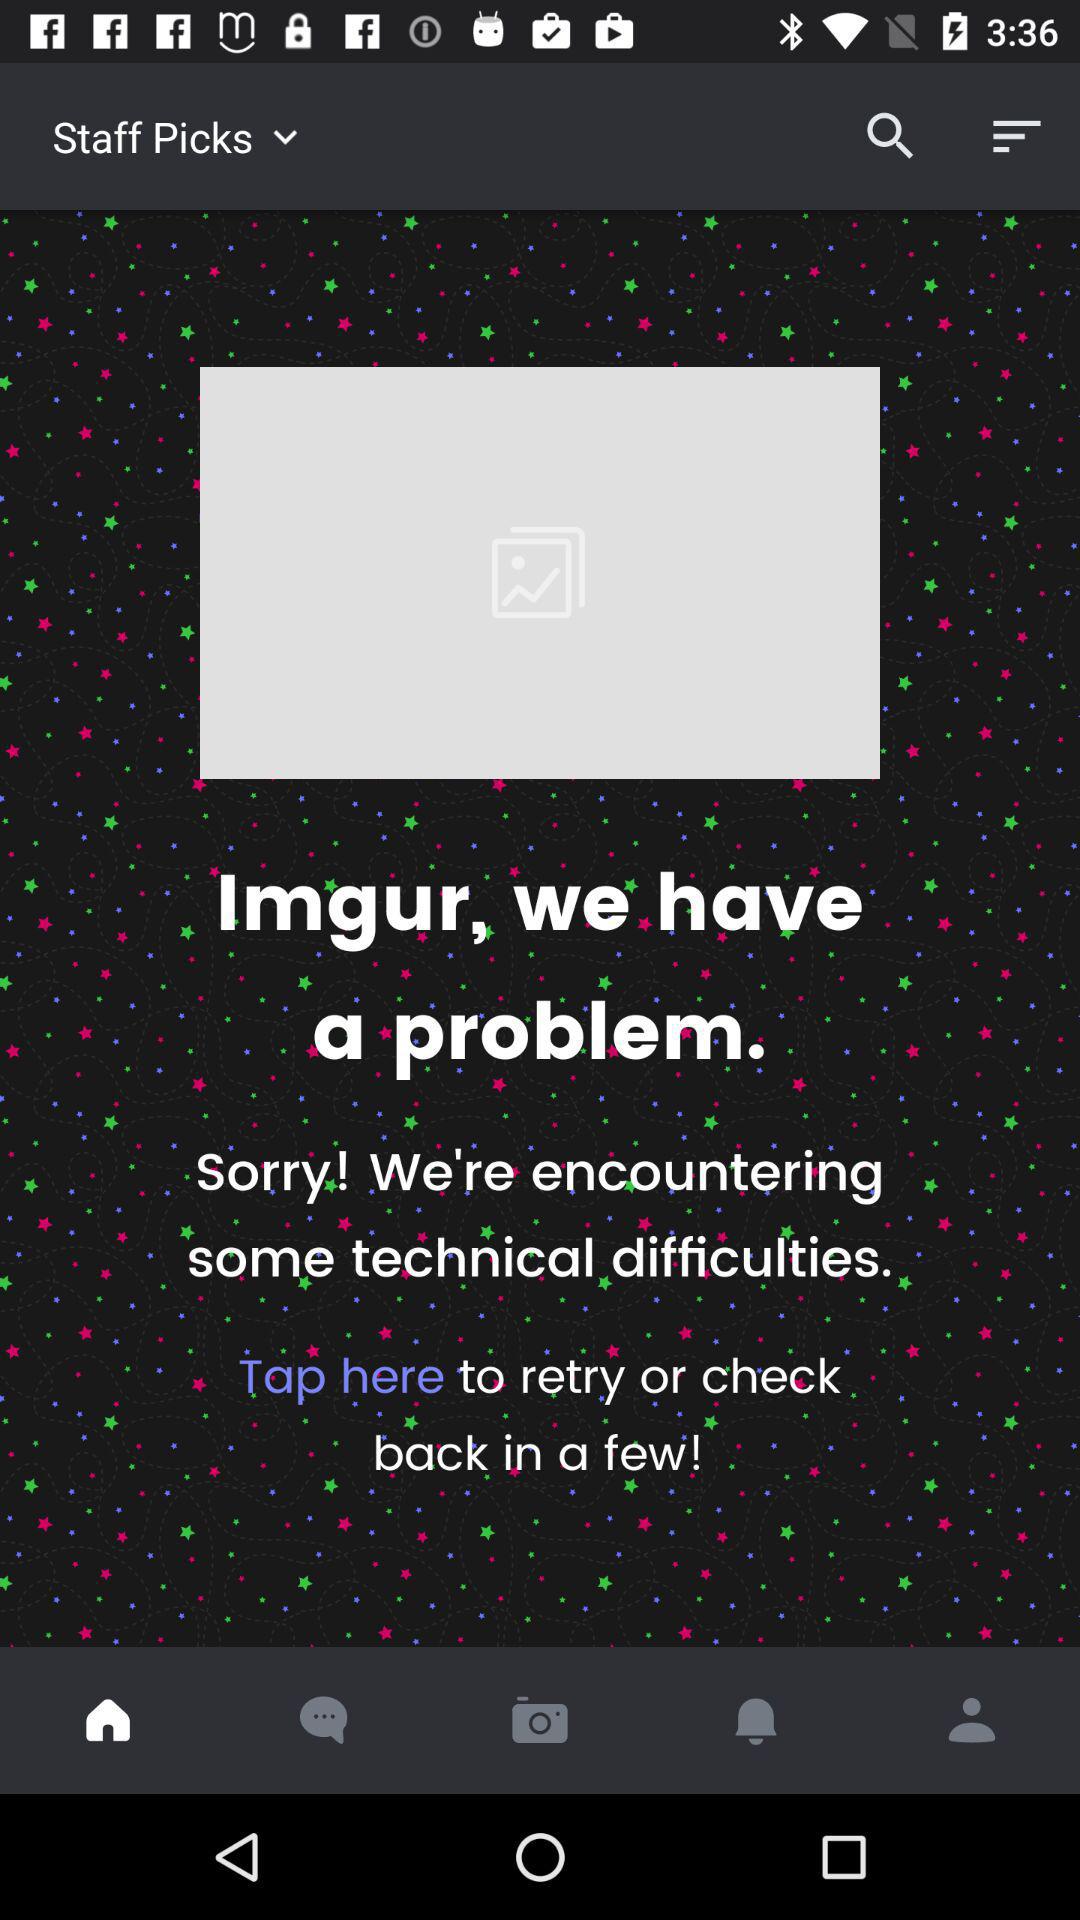 3:36
Staff Picks
Imgur, we have
a problem.
Sorry! We're encountering
some technical difficulties.
Tap here to retry or check
back in a few!